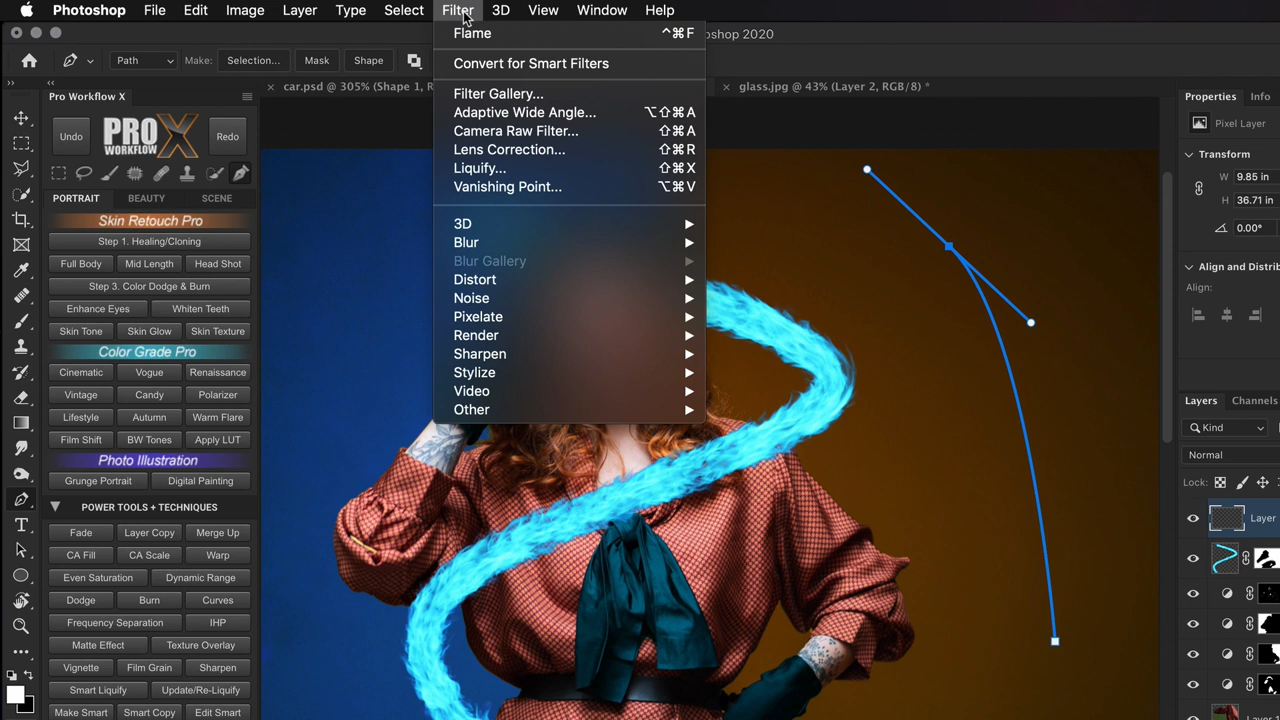 Photoshop File Edit Image Layer Type Select Filter 3D View Window Help
shop 2020
Path Make: Selection... Mask Shape
Flame ^⌘F
Convert for Smart Filters
Filter Gallery...
Adaptive Wide Angle... ⌥⇧⌘A
Camera Raw Filter... ⇧⌘A
Lens Correction... ⇧⌘R
Liquify... ⇧⌘X
Vanishing Point... ⌥⌘V
3D
Blur
Blur Gallery
Distort
Noise
Pixelate
Render
Sharpen
Stylize
Video
Other
× car.psd @ 305% (Shape 1, R × glass.jpg @ 43% (Layer 2, RGB/8) *
Pro Workflow X
Undo PRO WORKFLOW X Redo
PORTRAIT BEAUTY SCENE
Skin Retouch Pro
Step 1. Healing/Cloning
Full Body Mid Length Head Shot
Step 3. Color Dodge & Burn
Enhance Eyes Whiten Teeth
Skin Tone Skin Glow Skin Texture
Color Grade Pro
Cinematic Vogue Renaissance
Vintage Candy Polarizer
Lifestyle Autumn Warm Flare
Film Shift BW Tones Apply LUT
Photo Illustration
Grunge Portrait Digital Painting
POWER TOOLS + TECHNIQUES
Fade Layer Copy Merge Up
CA Fill CA Scale Warp
Even Saturation Dynamic Range
Dodge Burn Curves
Frequency Separation IHP
Matte Effect Texture Overlay
Vignette Film Grain Sharpen
Smart Liquify Update/Re-Liquify
Make Smart Smart Copy Edit Smart
Properties Info
Pixel Layer
Transform
W 9.85 in
H 36.71 in
0.00°
Align and Distrib
Align:
Layers Channels
Kind
Normal
Lock:
Layer
Layer